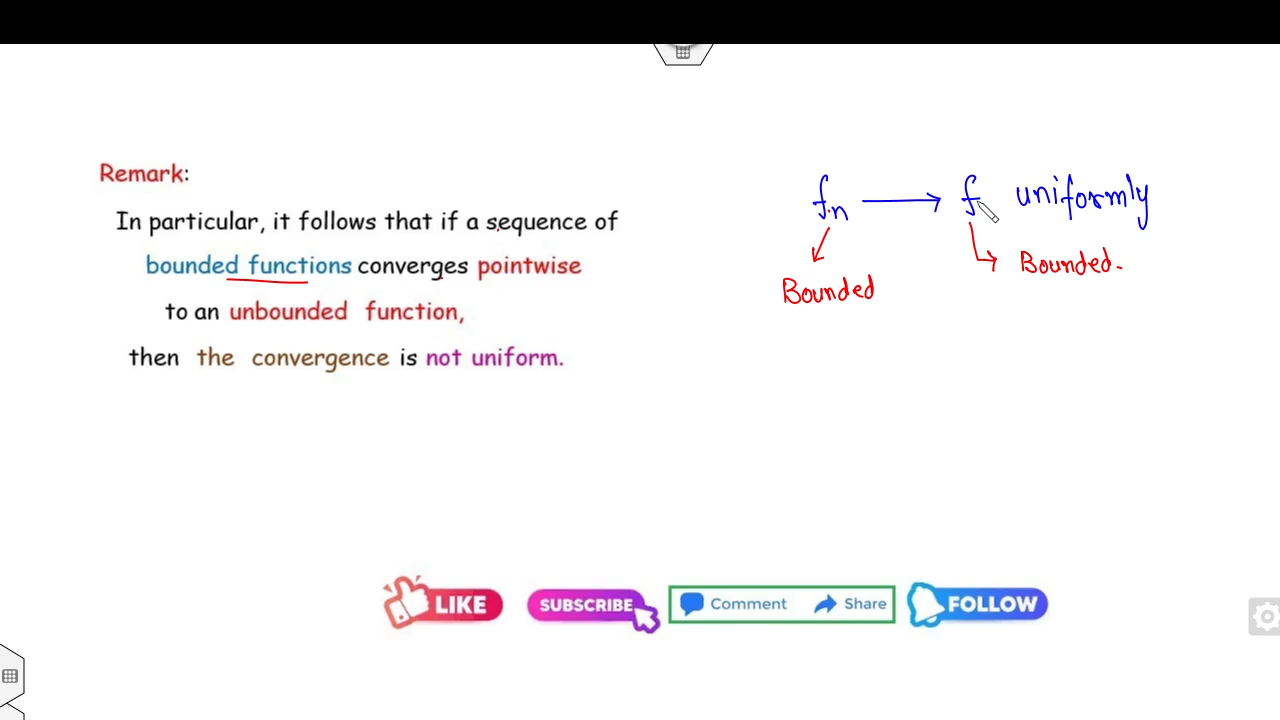 Remark:
In particular, it follows that if a sequence of
bounded functions converges pointwise
to an unbounded function,
then the convergence is not uniform.
fn → f uniformly
Bounded
Bounded.
LIKE
SUBSCRIBE
Comment
Share
FOLLOW